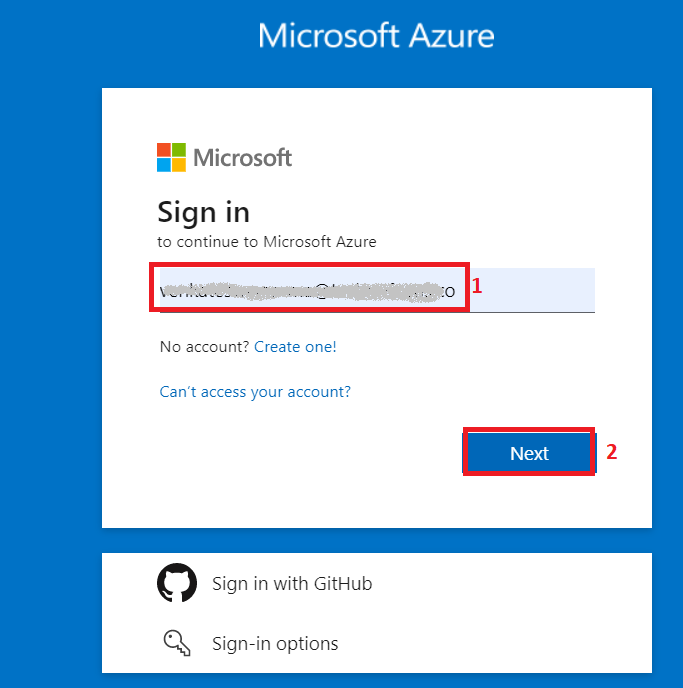 Microsoft Azure
Microsoft
Sign in
to continue to Microsoft Azure
1
No account? Create one!
Can't access your account?
Next 2
Sign in with GitHub
Sign-in options